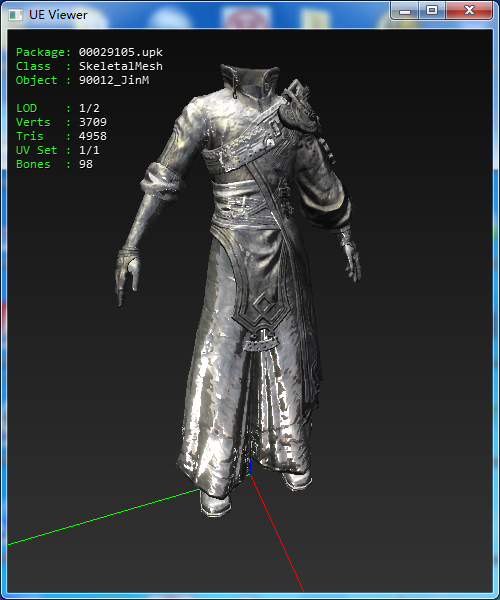 UE Viewer
Package: 00029105.upk
Class : SkeletalMesh
Object : 90012_JinM
LOD : 1/2
Verts : 3709
Tris : 4958
UV Set : 1/1
Bones : 98